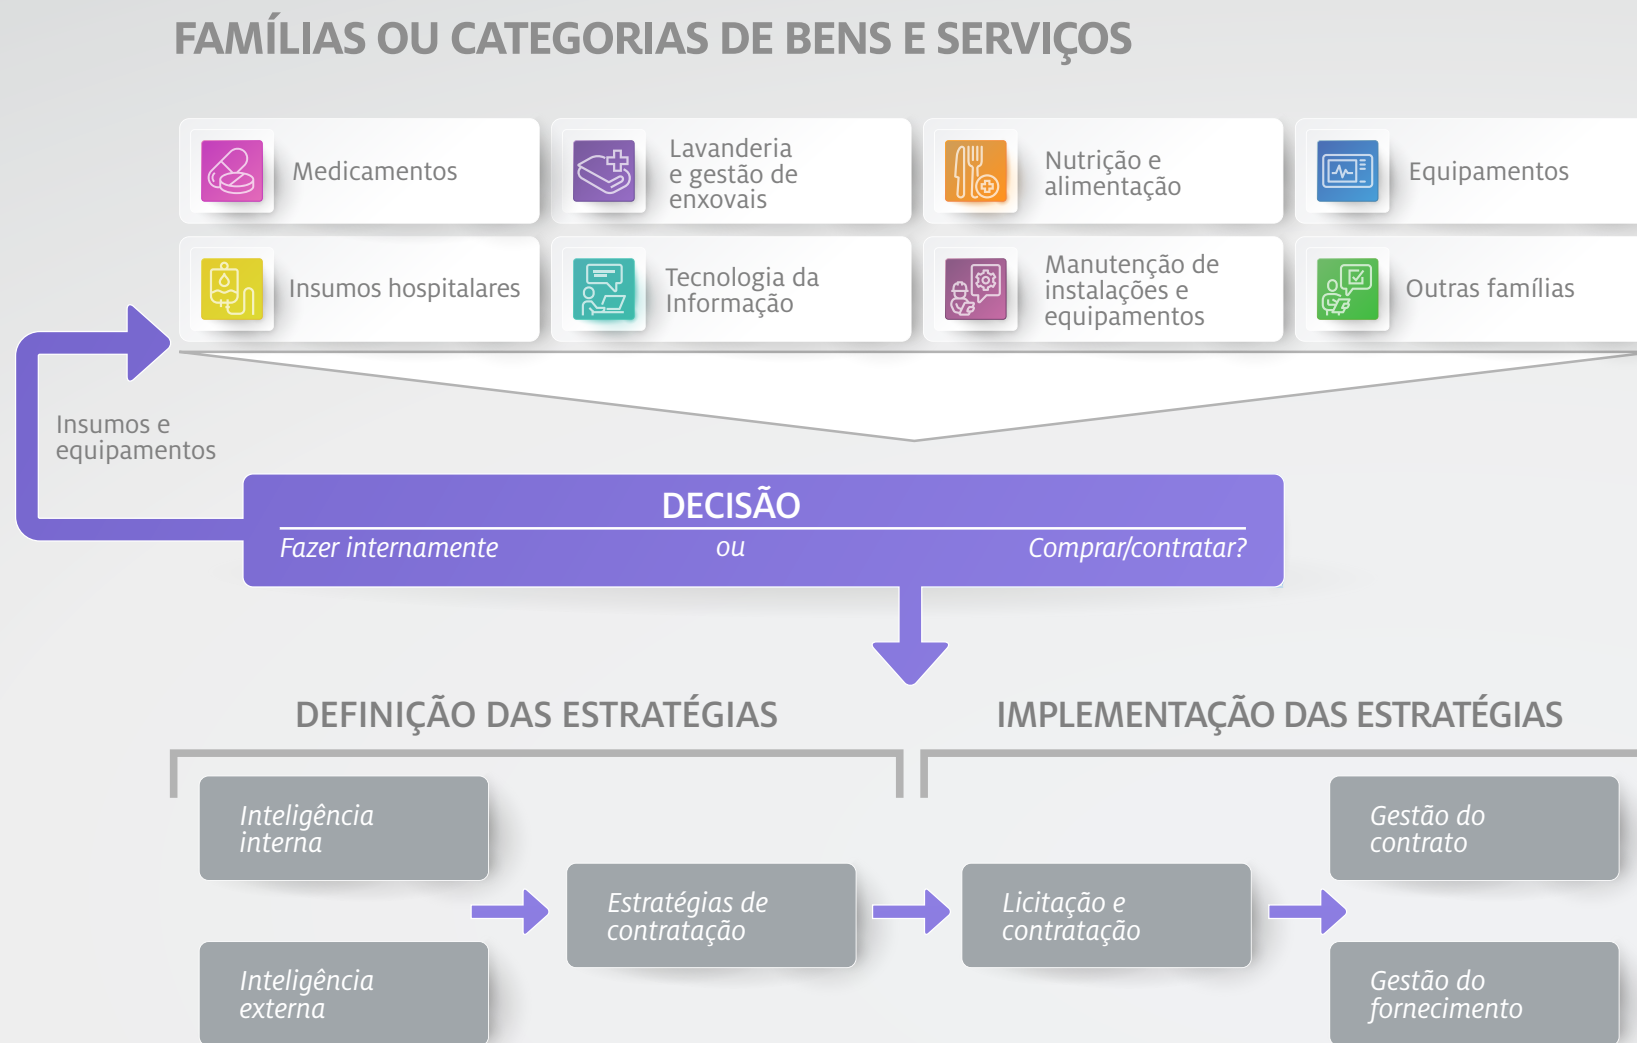 FAMÍLIAS OU CATEGORIAS DE BENS E SERVIÇOS
Medicamentos
Lavanderia
e gestão de
enxovais
Nutrição e
alimentação
Equipamentos
Insumos hospitalares
Tecnologia da
Informação
Manutenção de
instalações e
equipamentos
Outras famílias
Insumos e
equipamentos
DECISÃO
Fazer internamente
ou
Comprar/contratar?
DEFINIÇÃO DAS ESTRATÉGIAS
IMPLEMENTAÇÃO DAS ESTRATÉGIAS
Inteligência
interna
Inteligência
externa
Estratégias de
contratação
Licitação e
contratação
Gestão do
contrato
Gestão do
fornecimento